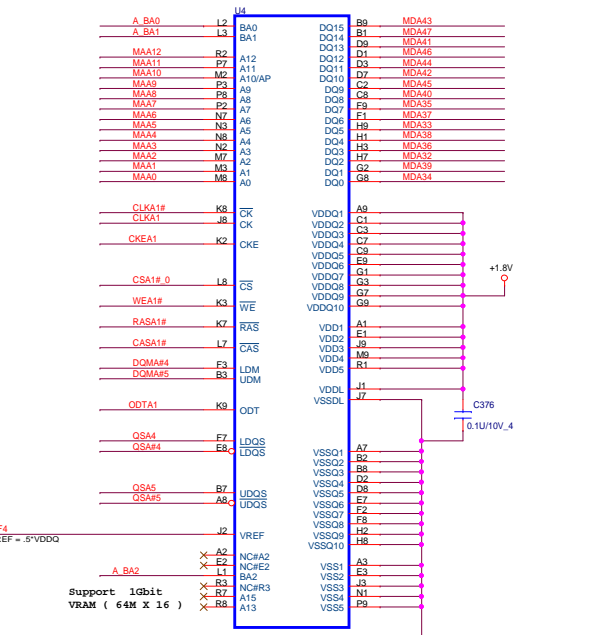 U4
A_BA0 L2 BA0 DQ15 B9 MDA43
A_BA1 L3 BA1 DQ14 B1 MDA47
DQ13 D9 MDA41
MAA12 R2 A12 DQ12 D1 MDA46
MAA11 P7 A11 DQ11 D3 MDA44
MAA10 M2 A10/AP DQ10 D7 MDA42
MAA9 P3 A9 DQ9 C2 MDA45
MAA8 P8 A8 DQ8 C8 MDA40
MAA7 P2 A7 DQ7 F9 MDA35
MAA6 N7 A6 DQ6 F1 MDA37
MAA5 N3 A5 DQ5 H9 MDA33
MAA4 N8 A4 DQ4 H1 MDA38
MAA3 N2 A3 DQ3 H3 MDA36
MAA2 M7 A2 DQ2 H7 MDA32
MAA1 M3 A1 DQ1 G2 MDA39
MAA0 M8 A0 DQ0 G8 MDA34
CLKA1# K8 CK VDDQ1 A9
CLKA1 J8 CK VDDQ2 C1
VDDQ3 C3
CKEA1 K2 CKE VDDQ4 C7
VDDQ5 C9
VDDQ6 E9
VDDQ7 G1
CSA1#_0 L8 CS VDDQ8 G3
VDDQ9 G7
+1.8V
WEA1# K3 WE VDDQ10 G9
RASA1# K7 RAS VDD1 A1
VDD2 E1
CASA1# L7 CAS VDD3 J9
VDD4 M9
DQMA#4 F3 LDM VDD5 R1
DQMA#5 B3 UDM
VDDL J1
VSSDL J7
ODTA1 K9 ODT
C376
0.1U/10V_4
QSA4 F7 LDQS VSSQ1 A7
QSA#4 E8 LDQS VSSQ2 B2
VSSQ3 B8
VSSQ4 D2
QSA5 B7 UDQS VSSQ5 D8
QSA#5 A8 UDQS VSSQ6 E7
VSSQ7 F2
VSSQ8 F8
J2 VREF VSSQ9 H2
EF = .5*VDDQ
VSSQ10 H8
A2 NC#A2
E2 NC#E2 VSS1 A3
A_BA2 L1 BA2 VSS2 E3
R3 NC#R3 VSS3 J3
Support 1Gbit R7 A15 VSS4 N1
VRAM ( 64M X 16 ) R8 A13 VSS5 P9